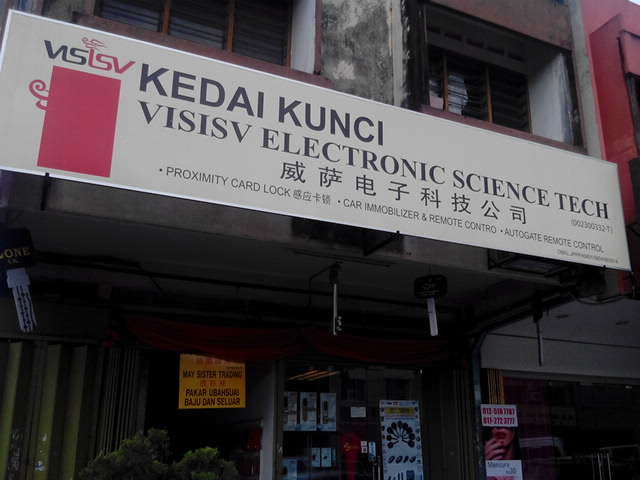 VISISV
KEDAI KUNCI
VISISV ELECTRONIC SCIENCE TECH
威萨电子科技公司
(002300332-T)
• PROXIMITY CARD LOCK 感应卡锁 • CAR IMMOBILIZER & REMOTE CONTRO • AUTOGATE REMOTE CONTROL
MAY SISTER TRADING
PAKAR UBAHSUAI
BAJU DAN SELUAR